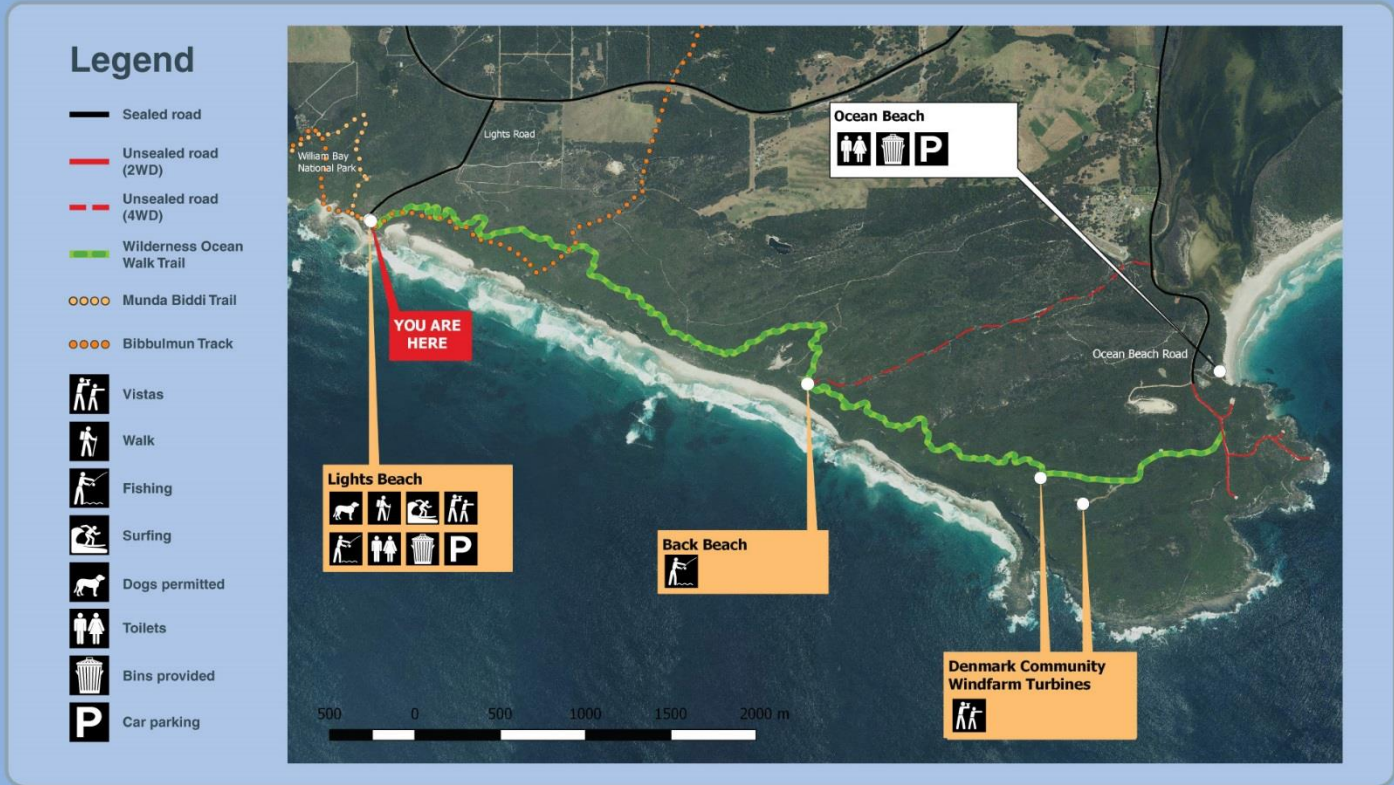 Legend
Sealed road
Unsealed road
(2WD)
Unsealed road
(4WD)
Wilderness Ocean
Walk Trail
Munda Biddi Trail
Bibbulmun Track
Vistas
Walk
Fishing
Surfing
Dogs permitted
Toilets
Bins provided
P
Car parking
William Bay
National Park
Lights Road
Ocean Beach
P
YOU ARE
HERE
Ocean Beach Road
Lights Beach
P
Back Beach
Denmark Community
Windfarm Turbines
500 0 500 1000 1500 2000 m